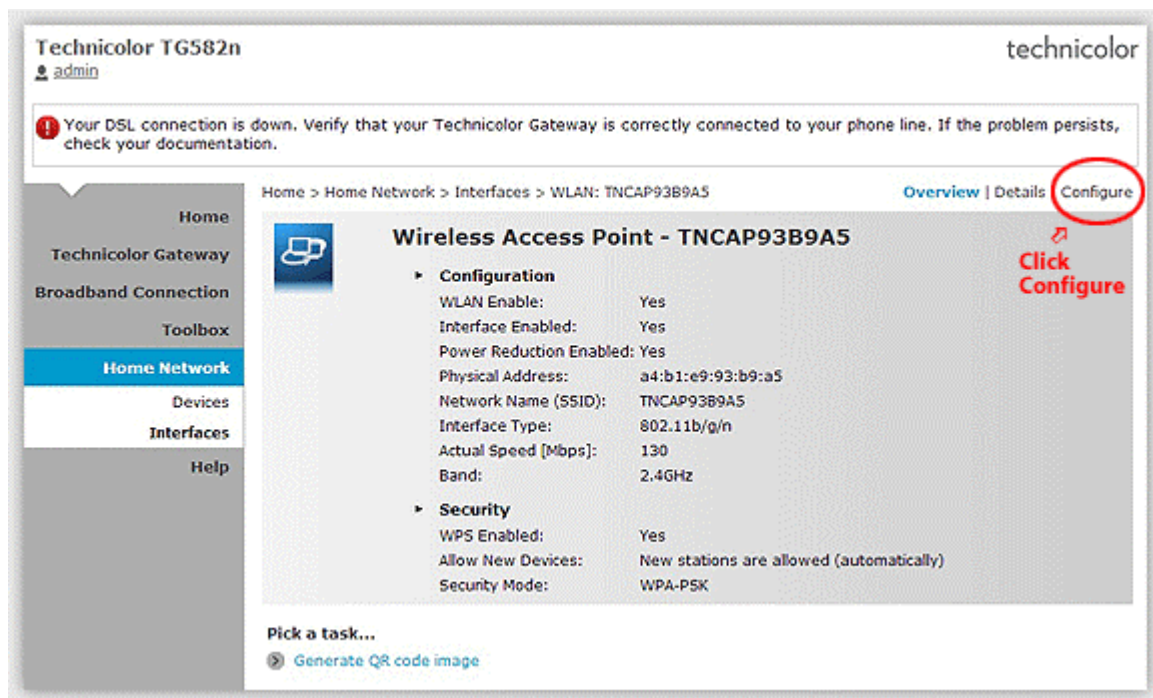 Technicolor TG582n
technicolor
admin
Your DSL connection is down. Verify that your Technicolor Gateway is correctly connected to your phone line. If the problem persists,
check your documentation.
Home > Home Network > Interfaces > WLAN: TNCAP93B9A5
Overview | Details | Configure
Home
Technicolor Gateway
Broadband Connection
Toolbox
Home Network
Devices
Interfaces
Help
Wireless Access Point - TNCAP93B9A5
Click
Configure
Configuration
WLAN Enable: Yes
Interface Enabled: Yes
Power Reduction Enabled: Yes
Physical Address: a4:b1:e9:93:b9:a5
Network Name (SSID): TNCAP93B9A5
Interface Type: 802.11b/g/n
Actual Speed [Mbps]: 130
Band: 2.4GHz
Security
WPS Enabled: Yes
Allow New Devices: New stations are allowed (automatically)
Security Mode: WPA-PSK
Pick a task...
Generate QR code image